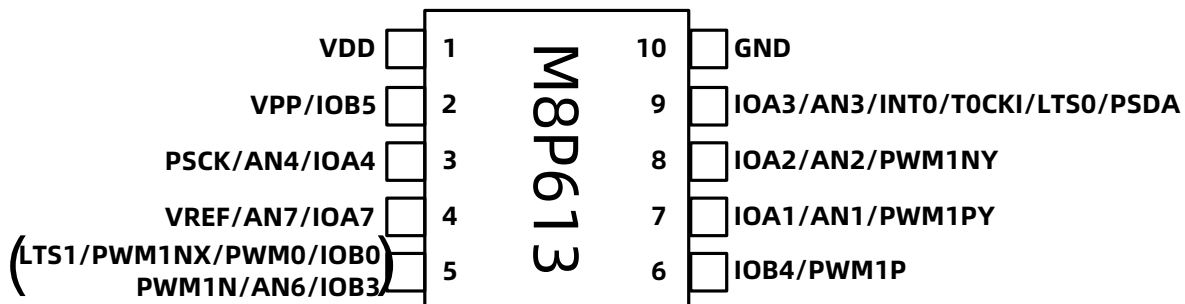 VDD 1 10 GND
VPP/IOB5 2 9 IOA3/AN3/INT0/T0CKI/LTS0/PSDA
PSCK/AN4/IOA4 3 8 IOA2/AN2/PWM1NY
VREF/AN7/IOA7 4 7 IOA1/AN1/PWM1PY
(LTS1/PWM1NX/PWM0/IOB0
PWM1N/AN6/IOB3) 5 6 IOB4/PWM1P
M8P613